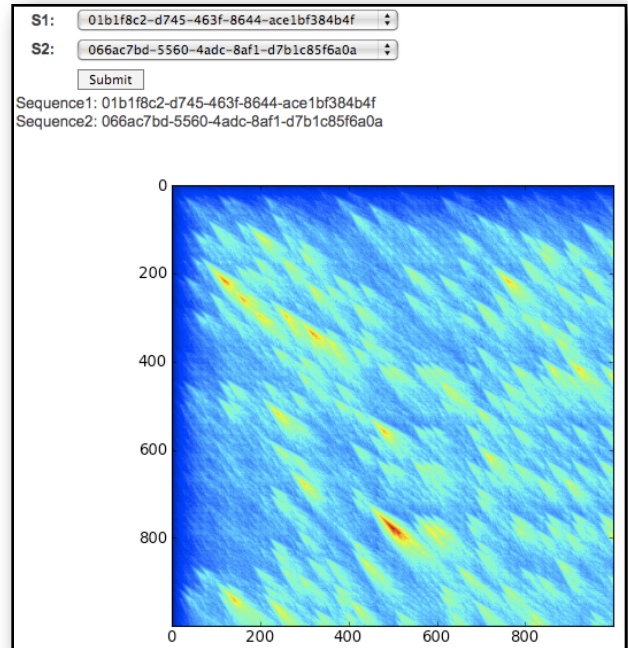 S1: 01b1f8c2-d745-463f-8644-ace1bf384b4f
S2: 066ac7bd-5560-4adc-8af1-d7b1c85f6a0a
Submit
Sequence1: 01b1f8c2-d745-463f-8644-ace1bf384b4f
Sequence2: 066ac7bd-5560-4adc-8af1-d7b1c85f6a0a
0
200
400
600
800
0 200 400 600 800